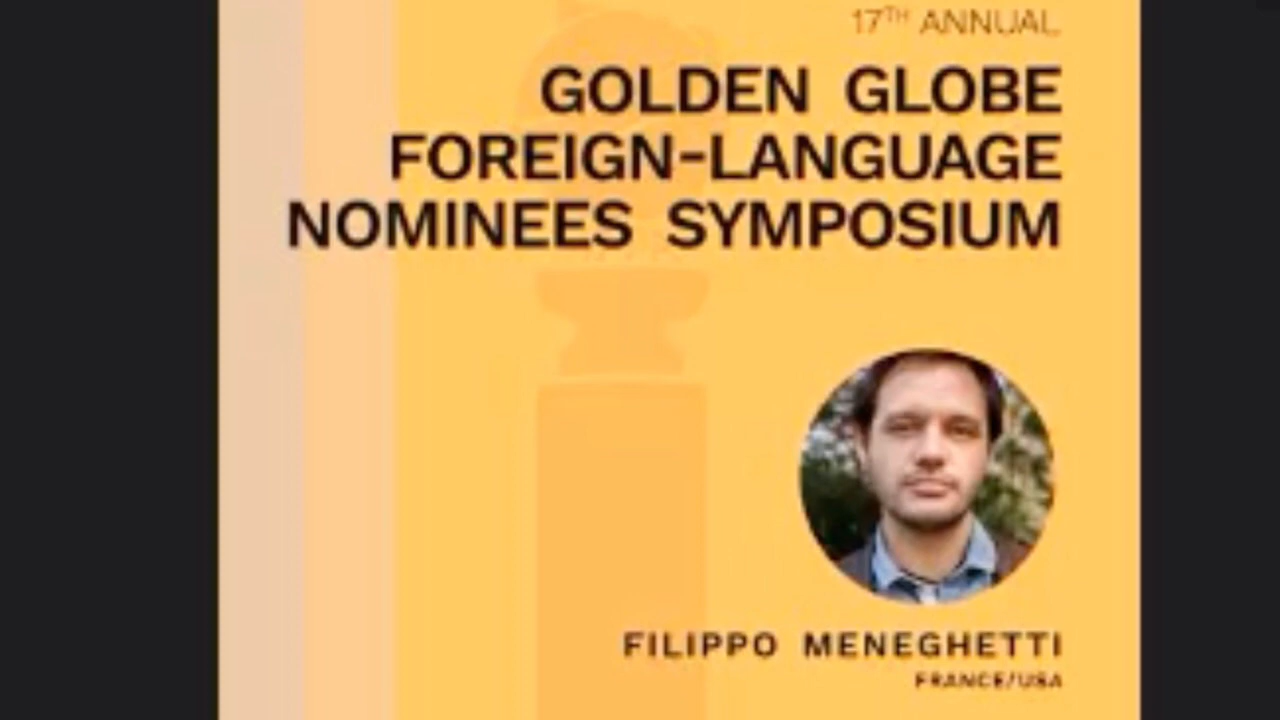 17TH ANNUAL
GOLDEN GLOBE
FOREIGN-LANGUAGE
NOMINEES SYMPOSIUM
FILIPPO MENEGHETTI
FRANCE/USA